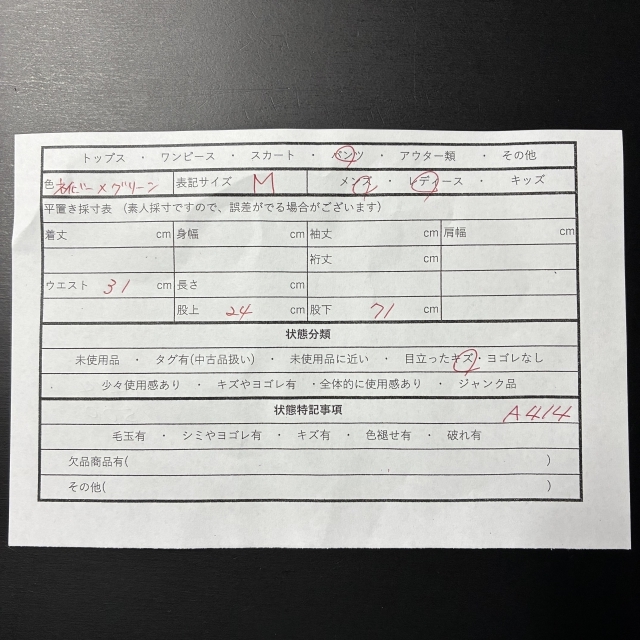 トップス ・ ワンピース ・ スカート ・ パンツ ・ アウター類 ・ その他
色 ネイビー×グリーン 表記サイズ M メンズ ・ レディース ・ キッズ
平置き採寸表 (素人採寸ですので、誤差がでる場合がございます)
着丈 cm 身幅 cm 袖丈 cm 肩幅 cm
裄丈 cm
ウエスト 31 cm 長さ cm
股上 24 cm 股下 71 cm
状態分類
未使用品 ・ タグ有(中古品扱い) ・ 未使用品に近い ・ 目立ったキズ・ヨゴレなし
少々使用感あり ・ キズやヨゴレ有 ・全体的に使用感あり ・ ジャンク品
状態特記事項 A414
毛玉有 ・ シミやヨゴレ有 ・ キズ有 ・ 色褪せ有 ・ 破れ有
欠品商品有( )
その他( )